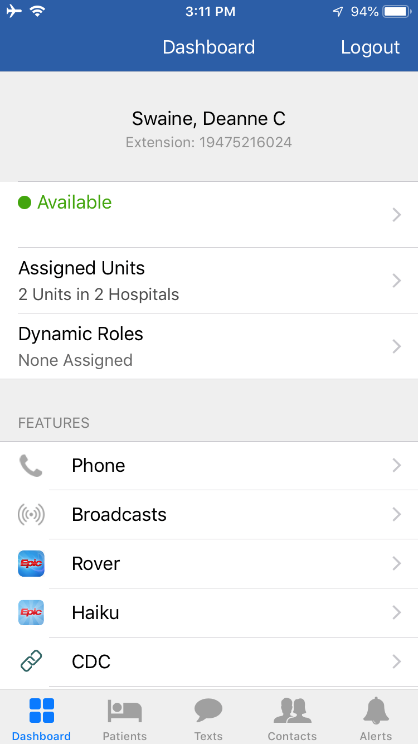 3:11 PM
94%
Dashboard
Logout
Swaine, Deanne C
Extension: 19475216024
Available
Assigned Units
2 Units in 2 Hospitals
Dynamic Roles
None Assigned
FEATURES
Phone
Broadcasts
Epic Rover
Epic Haiku
CDC
Dashboard Patients Texts Contacts Alerts